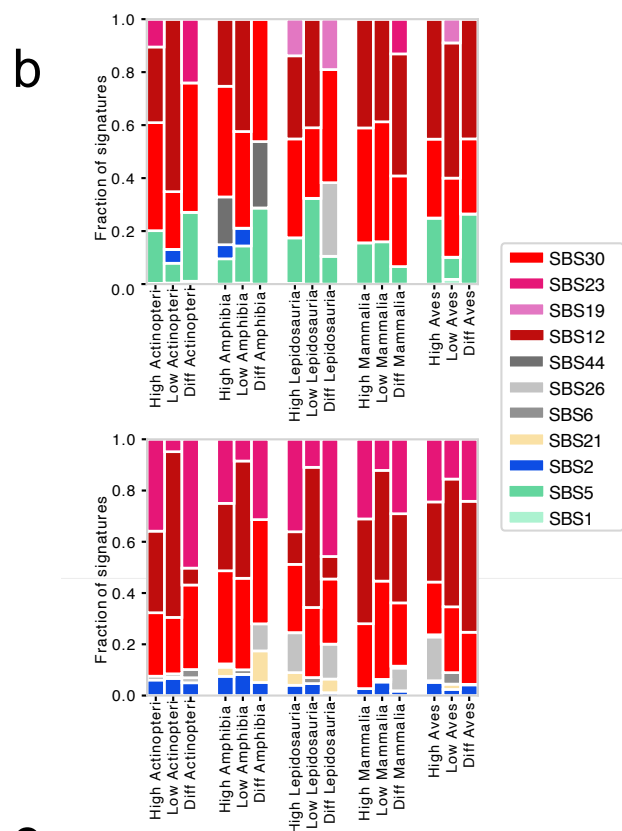 b
Fraction of signatures
1.0
0.8
0.6
0.4
0.2
0.0
High Actinopteri
Low Actinopteri
Diff Actinopteri
High Amphibia
Low Amphibia
Diff Amphibia
High Lepidosauria
Low Lepidosauria
Diff Lepidosauria
High Mammalia
Low Mammalia
Diff Mammalia
High Aves
Low Aves
Diff Aves
SBS30
SBS23
SBS19
SBS12
SBS44
SBS26
SBS6
SBS21
SBS2
SBS5
SBS1
Fraction of signatures
1.0
0.8
0.6
0.4
0.2
0.0
High Actinopteri
Low Actinopteri
Diff Actinopteri
High Amphibia
Low Amphibia
Diff Amphibia
High Lepidosauria
Low Lepidosauria
Diff Lepidosauria
High Mammalia
Low Mammalia
Diff Mammalia
High Aves
Low Aves
Diff Aves